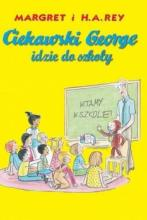 MARGRET i H.A. REY
Ciekawski George
idzie do szkoły
WITAMY
W SZKOLE!